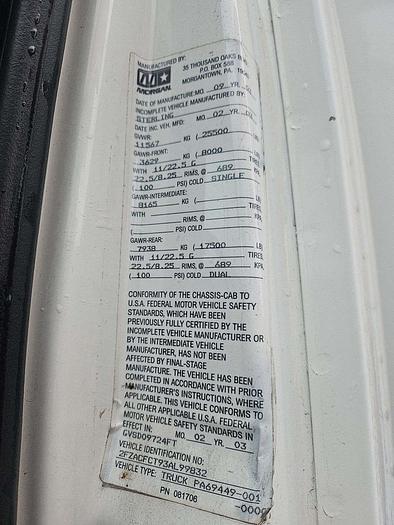 MANUFACTURED BY:
35 THOUSAND OAKS
P.O. BOX 588
MORGANTOWN, PA.
MORGAN
DATE OF MANUFACTURE: MO. 09 YR.
INCOMPLETE VEHICLE MANUFACTURED BY
STERLING
DATE INC. VEH. MFD: MO. 02 YR.
GVWR:
11567 KG ( 25500 LB
GAWR-FRONT:
3629 KG ( 8000
WITH 11/22.5 G TIRES
22.5/8.25 RIMS, @ 689 KPA
( 100 PSI) COLD SINGLE
GAWR-INTERMEDIATE:
8165 KG (
WITH TIRES
RIMS, @ KPA
( PSI) COLD
GAWR-REAR:
7938 KG ( 17500 LB
WITH 11/22.5 G TIRES
22.5/8.25 RIMS, @ 689 KPA
( 100 PSI) COLD DUAL
CONFORMITY OF THE CHASSIS-CAB TO
U.S.A. FEDERAL MOTOR VEHICLE SAFETY
STANDARDS, WHICH HAVE BEEN
PREVIOUSLY FULLY CERTIFIED BY THE
INCOMPLETE VEHICLE MANUFACTURER OR
BY THE INTERMEDIATE VEHICLE
MANUFACTURER, HAS NOT BEEN
AFFECTED BY FINAL-STAGE
MANUFACTURE. THE VEHICLE HAS BEEN
COMPLETED IN ACCORDANCE WITH PRIOR
MANUFACTURER'S INSTRUCTIONS, WHERE
APPLICABLE. THIS VEHICLE CONFORMS TO
ALL OTHER APPLICABLE U.S.A. FEDERAL
MOTOR VEHICLE SAFETY STANDARDS IN
EFFECT IN: MO. 02 YR. 03
GVSD09724FT
VEHICLE IDENTIFICATION NO:
2FZACFCT93AL99832
VEHICLE TYPE: TRUCK PA69449-001
PN 081706 -0000